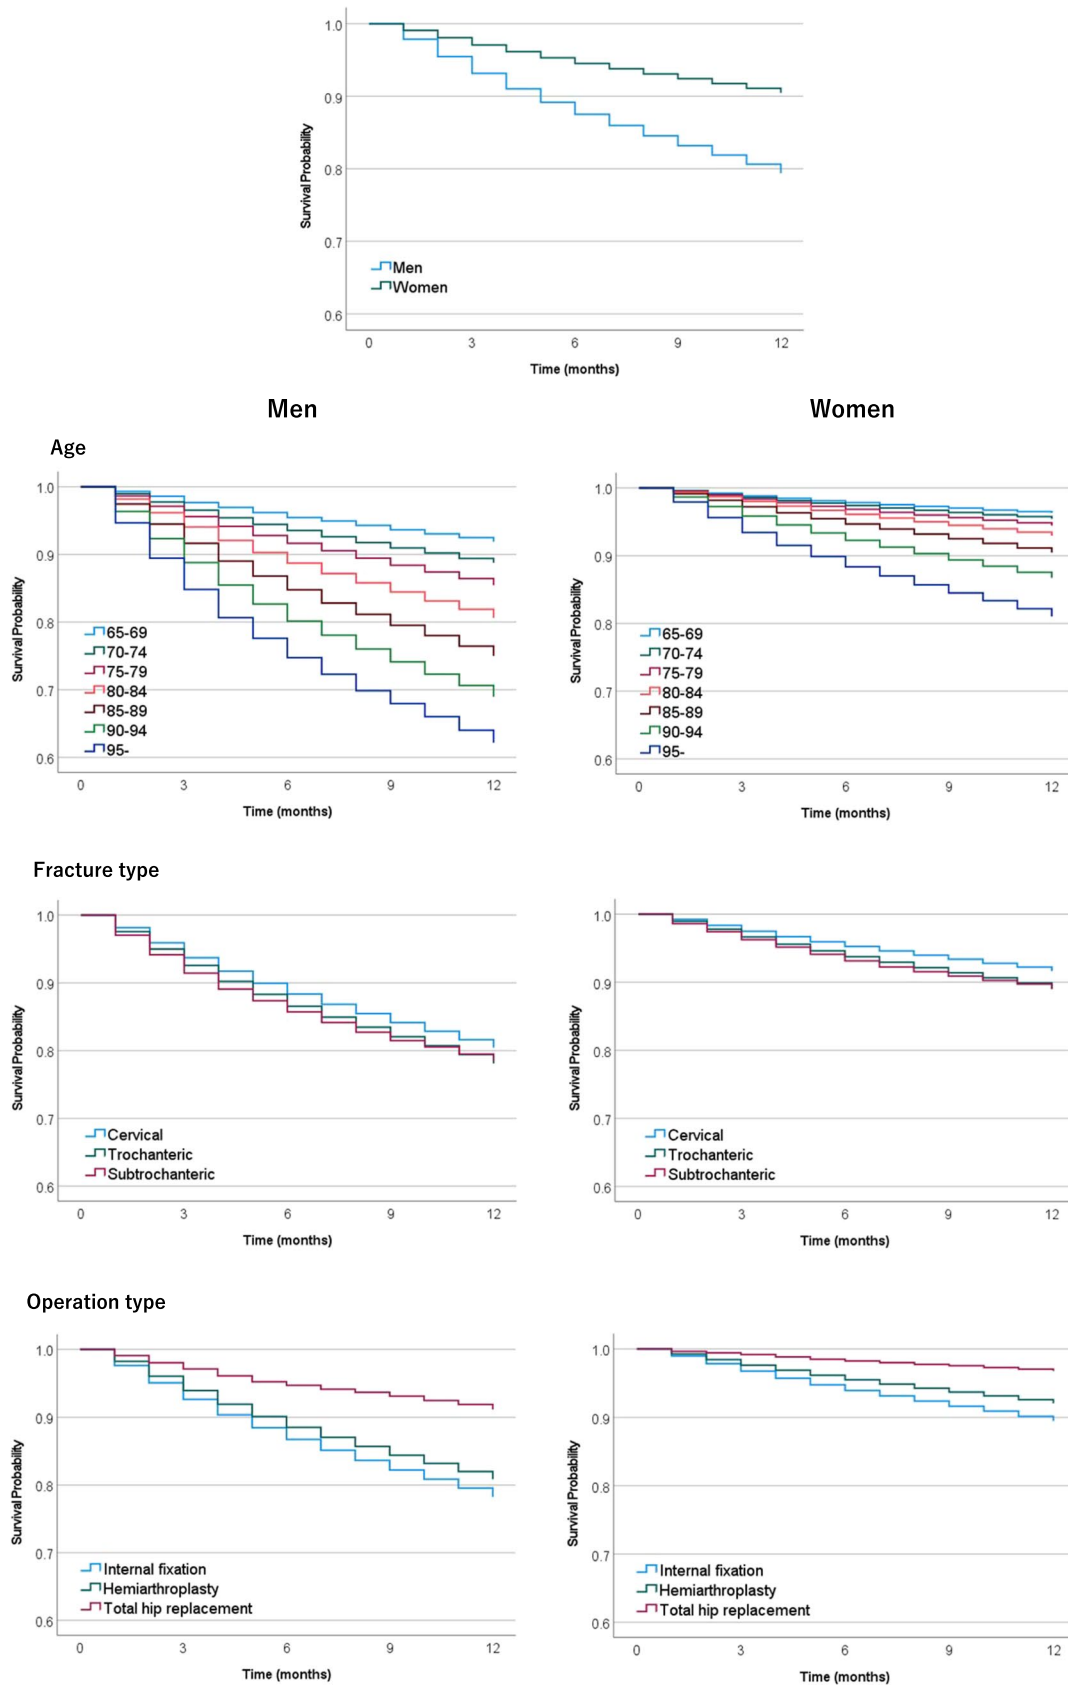 1.0
0.9
0.8
0.7
0.6
Survival Probability
Men
Women
0 3 6 9 12
Time (months)
Men Women
Age
1.0
0.9
0.8
0.7
0.6
Survival Probability
65-69
70-74
75-79
80-84
85-89
90-94
95-
0 3 6 9 12
Time (months)
1.0
0.9
0.8
0.7
0.6
Survival Probability
65-69
70-74
75-79
80-84
85-89
90-94
95-
0 3 6 9 12
Time (months)
Fracture type
1.0
0.9
0.8
0.7
0.6
Survival Probability
Cervical
Trochanteric
Subtrochanteric
0 3 6 9 12
Time (months)
1.0
0.9
0.8
0.7
0.6
Survival Probability
Cervical
Trochanteric
Subtrochanteric
0 3 6 9 12
Time (months)
Operation type
1.0
0.9
0.8
0.7
0.6
Survival Probability
Internal fixation
Hemiarthroplasty
Total hip replacement
0 3 6 9 12
Time (months)
1.0
0.9
0.8
0.7
0.6
Survival Probability
Internal fixation
Hemiarthroplasty
Total hip replacement
0 3 6 9 12
Time (months)